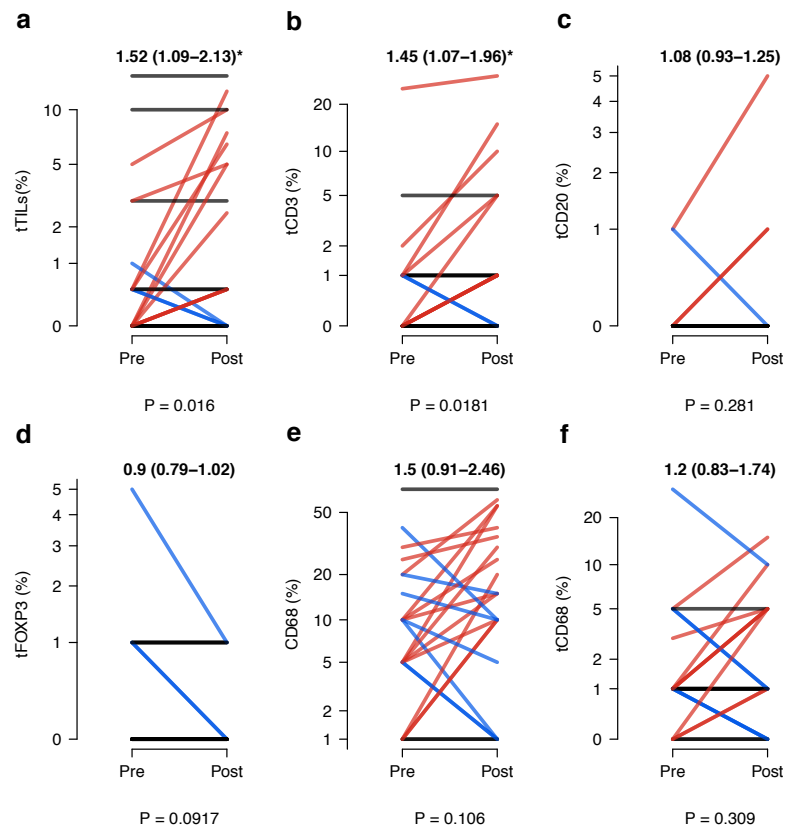 a
1.52 (1.09–2.13)*
tTILs(%)
10
5
2
1
0
Pre Post
P = 0.016
b
1.45 (1.07–1.96)*
tCD3 (%)
20
10
5
2
1
0
Pre Post
P = 0.0181
c
1.08 (0.93–1.25)
tCD20 (%)
5
4
3
2
1
0
Pre Post
P = 0.281
d
0.9 (0.79–1.02)
tFOXP3 (%)
5
4
3
2
1
0
Pre Post
P = 0.0917
e
1.5 (0.91–2.46)
CD68 (%)
50
20
10
5
2
1
Pre Post
P = 0.106
f
1.2 (0.83–1.74)
tCD68 (%)
20
10
5
2
1
0
Pre Post
P = 0.309